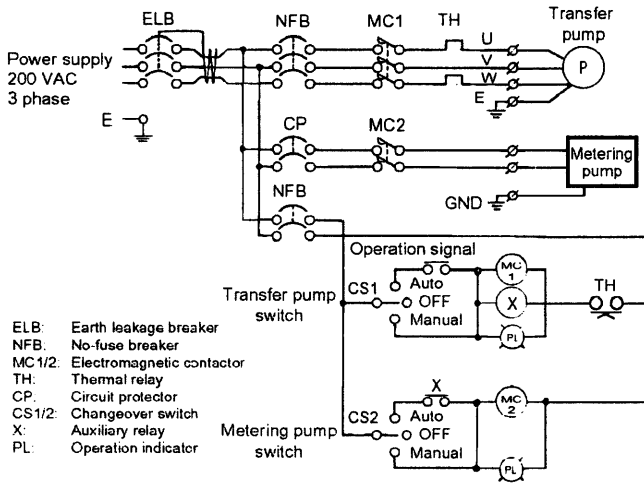 ELB
NFB
MC1
TH
Transfer
pump
Power supply
200 VAC
3 phase
U
V
W
E
P
E
CP
MC2
Metering
pump
NFB
GND
Operation signal
CS1
Auto
OFF
Manual
MC
1
X
PL
TH
Transfer pump
switch
ELB: Earth leakage breaker
NFB: No-fuse breaker
MC1/2: Electromagnetic contactor
TH: Thermal relay
CP: Circuit protector
CS1/2: Changeover switch
X: Auxiliary relay
PL: Operation indicator
X
CS2
Auto
OFF
Manual
MC
2
PL
Metering pump
switch